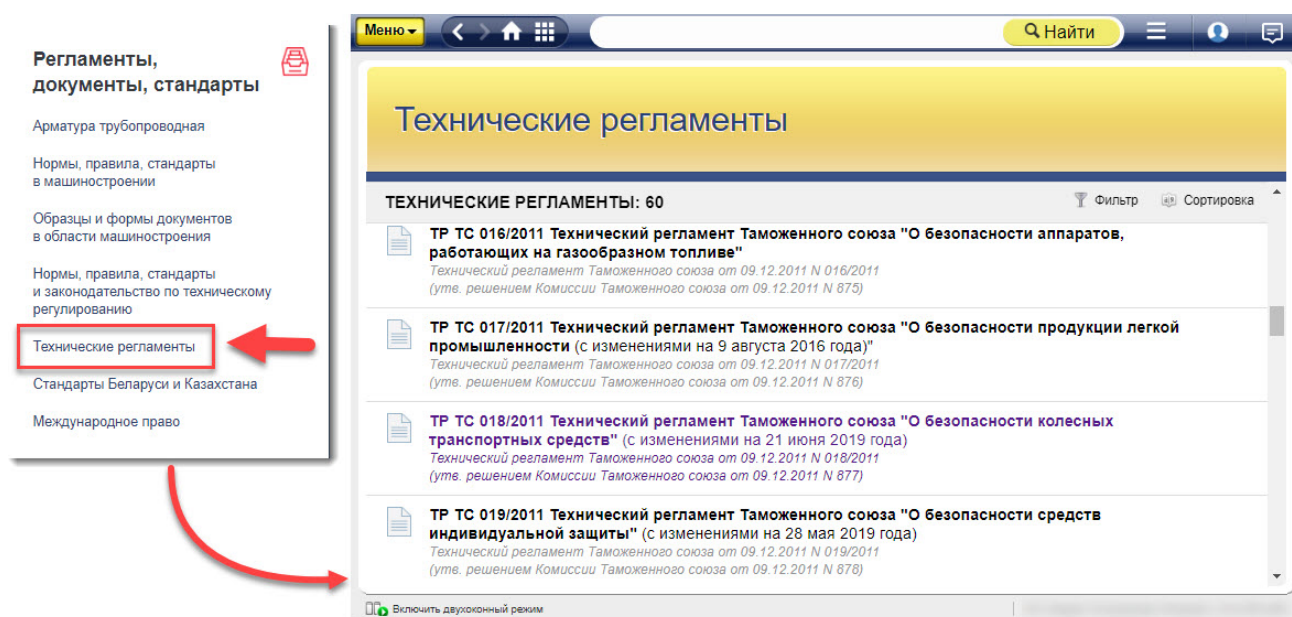 Регламенты,
документы, стандарты
Арматура трубопроводная
Нормы, правила, стандарты
в машиностроении
Образцы и формы документов
в области машиностроения
Нормы, правила, стандарты
и законодательство по техническому
регулированию
Технические регламенты
Стандарты Беларуси и Казахстана
Международное право
Меню
Найти
Технические регламенты
ТЕХНИЧЕСКИЕ РЕГЛАМЕНТЫ: 60
Фильтр
Сортировка
ТР ТС 016/2011 Технический регламент Таможенного союза "О безопасности аппаратов,
работающих на газообразном топливе"
Технический регламент Таможенного союза от 09.12.2011 N 016/2011
(утв. решением Комиссии Таможенного союза от 09.12.2011 N 875)
ТР ТС 017/2011 Технический регламент Таможенного союза "О безопасности продукции легкой
промышленности (с изменениями на 9 августа 2016 года)"
Технический регламент Таможенного союза от 09.12.2011 N 017/2011
(утв. решением Комиссии Таможенного союза от 09.12.2011 N 876)
ТР ТС 018/2011 Технический регламент Таможенного союза "О безопасности колесных
транспортных средств" (с изменениями на 21 июня 2019 года)
Технический регламент Таможенного союза от 09.12.2011 N 018/2011
(утв. решением Комиссии Таможенного союза от 09.12.2011 N 877)
ТР ТС 019/2011 Технический регламент Таможенного союза "О безопасности средств
индивидуальной защиты" (с изменениями на 28 мая 2019 года)
Технический регламент Таможенного союза от 09.12.2011 N 019/2011
(утв. решением Комиссии Таможенного союза от 09.12.2011 N 878)
Включить двухоконный режим